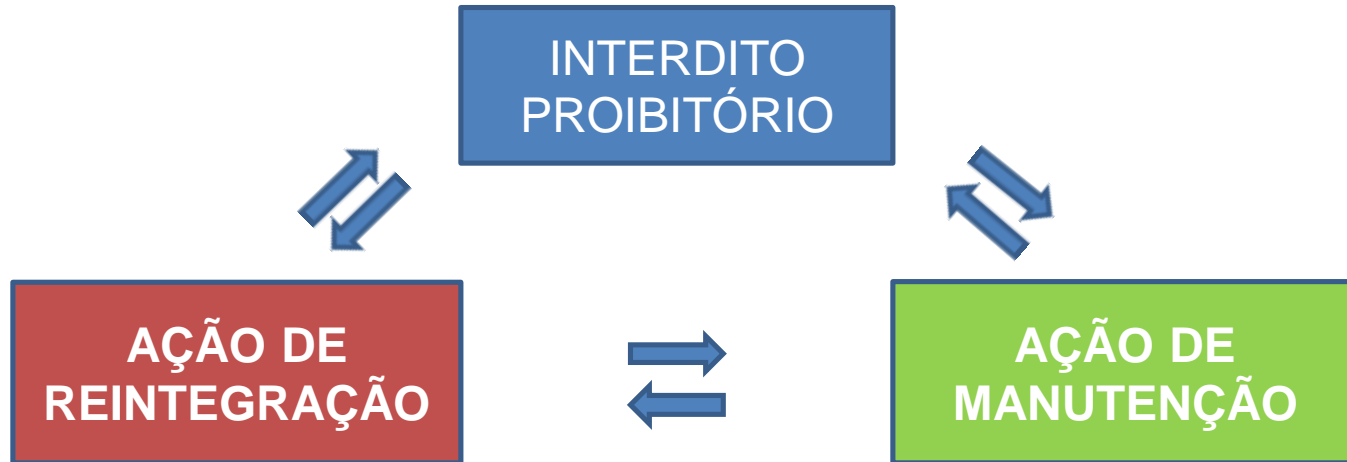 INTERDITO
PROIBITÓRIO
AÇÃO DE
REINTEGRAÇÃO
AÇÃO DE
MANUTENÇÃO